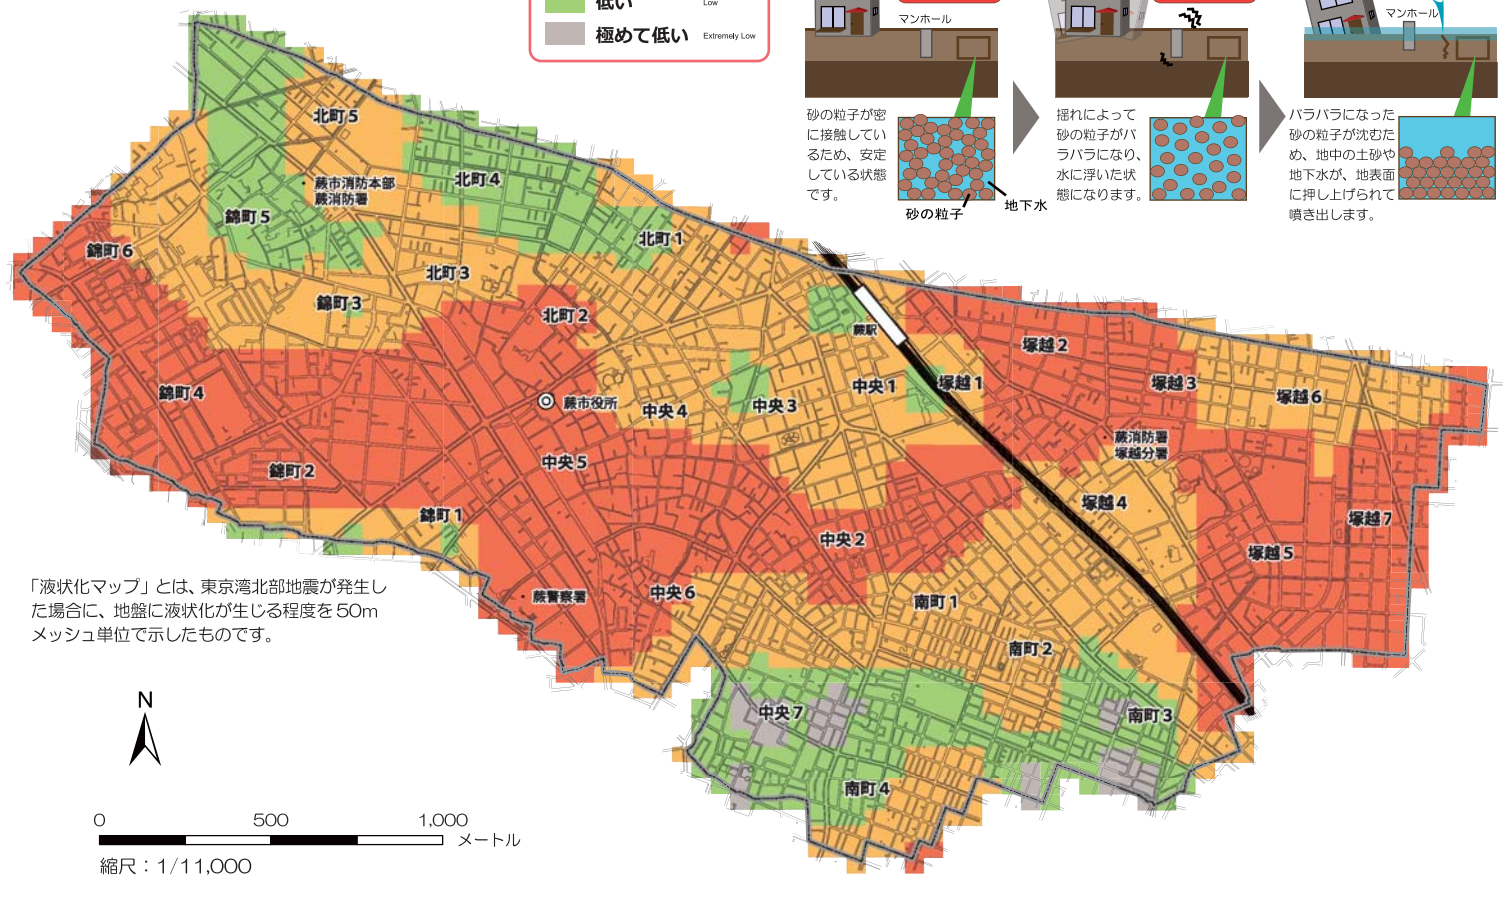 低い Low
極めて低い Extremely Low
マンホール
マンホール
砂の粒子が密
に接触してい
るため、安定
している状態
です。
砂の粒子
地下水
揺れによって
砂の粒子がバ
ラバラになり、
水に浮いた状
態になります。
バラバラになった
砂の粒子が沈むた
め、地中の土砂や
地下水が、地表面
に押し上げられて
噴き出します。
北町5
蕨市消防本部
蕨消防署
北町4
錦町5
北町1
錦町6
北町3
錦町3
北町2
蕨駅
塚越2
錦町4
蕨市役所
中央4
中央3
中央1
塚越1
塚越3
塚越6
蕨消防署
塚越分署
錦町2
中央5
錦町1
中央2
塚越4
塚越7
塚越5
蕨警察署
中央6
南町1
南町2
中央7
南町3
南町4
「液状化マップ」とは、東京湾北部地震が発生し
た場合に、地盤に液状化が生じる程度を50m
メッシュ単位で示したものです。
N
0 500 1,000
メートル
縮尺：1/11,000